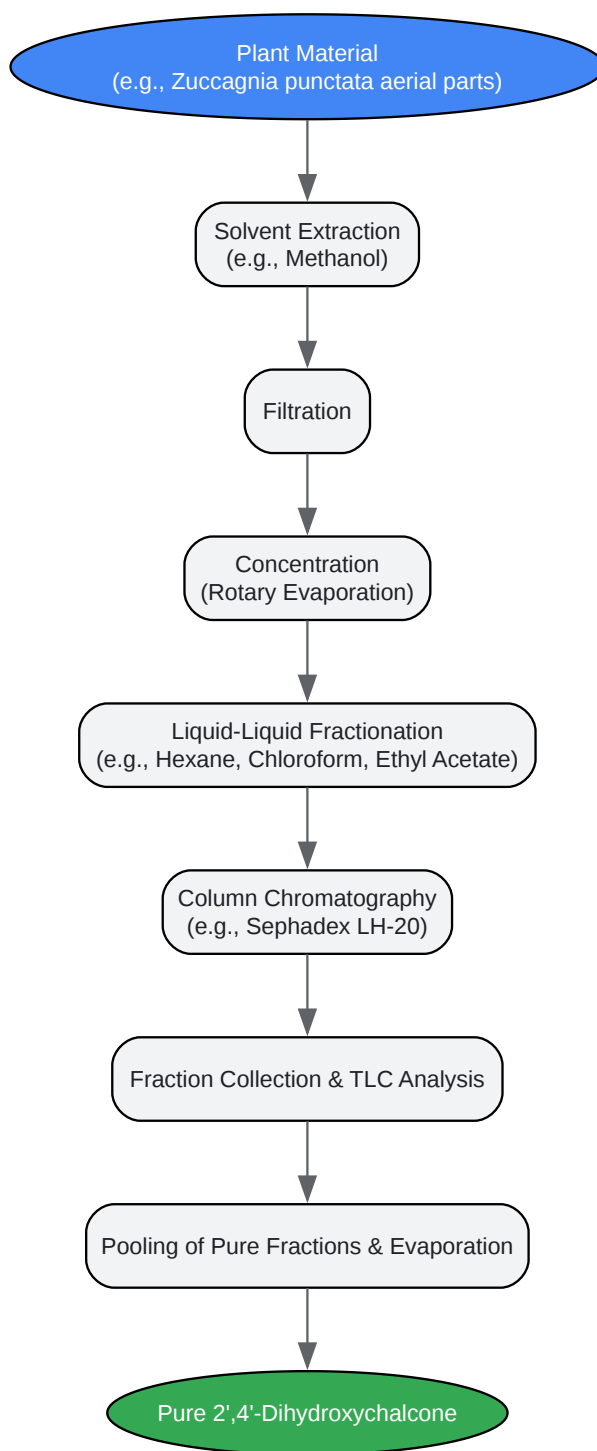 Plant Material
(e.g., Zuccagnia punctata aerial parts)
Solvent Extraction
(e.g., Methanol)
Filtration
Concentration
(Rotary Evaporation)
Liquid-Liquid Fractionation
(e.g., Hexane, Chloroform, Ethyl Acetate)
Column Chromatography
(e.g., Sephadex LH-20)
Fraction Collection & TLC Analysis
Pooling of Pure Fractions & Evaporation
Pure 2',4'-Dihydroxychalcone